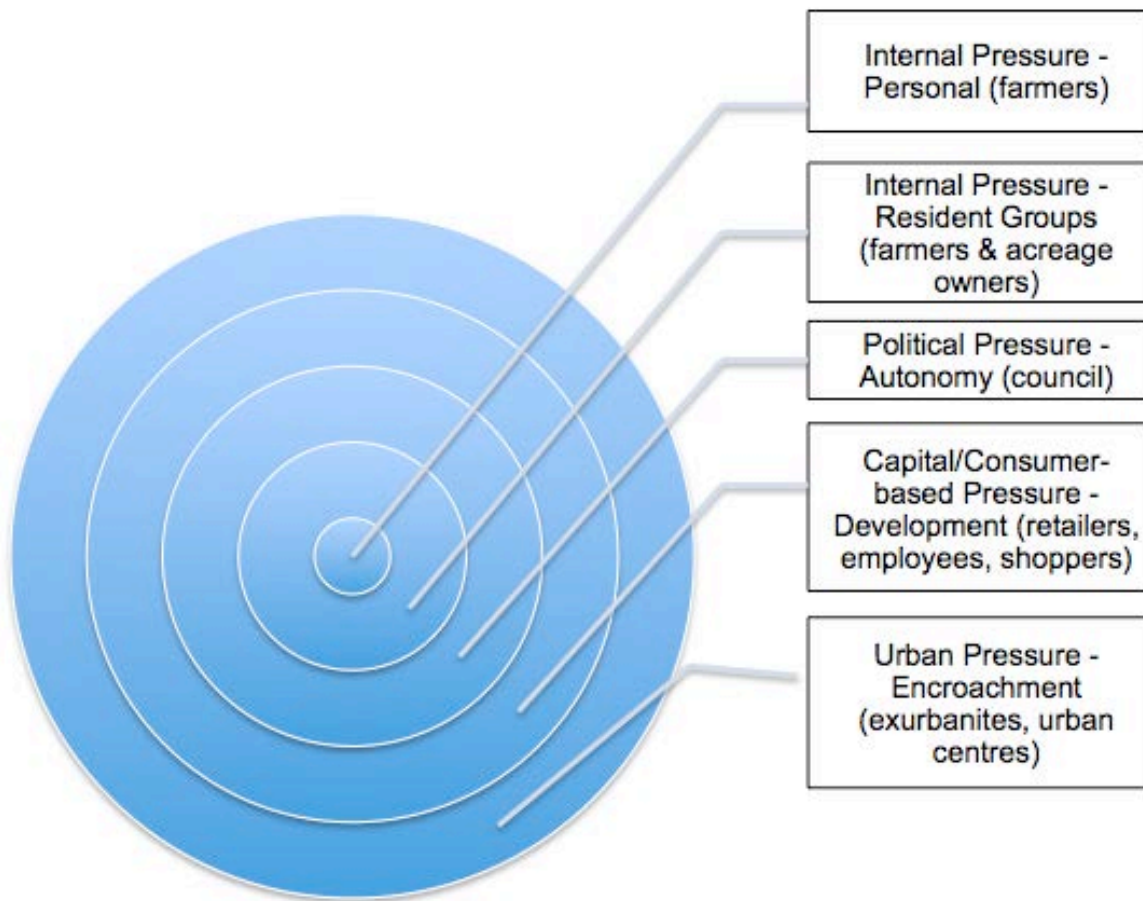 Internal Pressure -
Personal (farmers)
Internal Pressure -
Resident Groups
(farmers & acreage
owners)
Political Pressure -
Autonomy (council)
Capital/Consumer-
based Pressure -
Development (retailers,
employees, shoppers)
Urban Pressure -
Encroachment
(exurbanites, urban
centres)